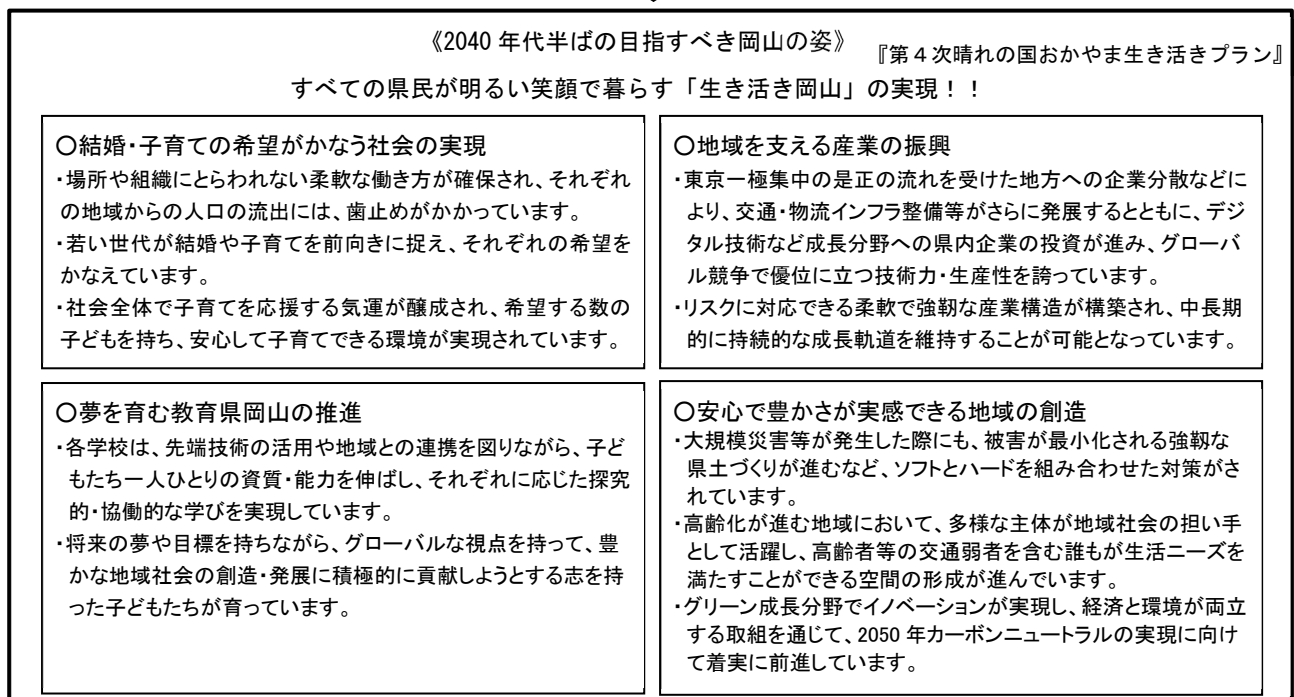 《2040 年代半ばの目指すべき岡山の姿》
『第４次晴れの国おかやま生き活きプラン』
すべての県民が明るい笑顔で暮らす「生き活き岡山」の実現！！
〇結婚・子育ての希望がかなう社会の実現
・場所や組織にとらわれない柔軟な働き方が確保され、それぞれ
の地域からの人口の流出には、歯止めがかかっています。
・若い世代が結婚や子育てを前向きに捉え、それぞれの希望を
かなえています。
・社会全体で子育てを応援する気運が醸成され、希望する数の
子どもを持ち、安心して子育てできる環境が実現されています。
〇地域を支える産業の振興
・東京一極集中の是正の流れを受けた地方への企業分散などに
より、交通・物流インフラ整備等がさらに発展するとともに、デジ
タル技術など成長分野への県内企業の投資が進み、グローバ
ル競争で優位に立つ技術力・生産性を誇っています。
・リスクに対応できる柔軟で強靱な産業構造が構築され、中長期
的に持続的な成長軌道を維持することが可能となっています。
〇夢を育む教育県岡山の推進
・各学校は、先端技術の活用や地域との連携を図りながら、子ど
もたち一人ひとりの資質・能力を伸ばし、それぞれに応じた探究
的・協働的な学びを実現しています。
・将来の夢や目標を持ちながら、グローバルな視点を持って、豊
かな地域社会の創造・発展に積極的に貢献しようとする志を持
った子どもたちが育っています。
〇安心で豊かさが実感できる地域の創造
・大規模災害等が発生した際にも、被害が最小化される強靱な
県土づくりが進むなど、ソフトとハードを組み合わせた対策がさ
れています。
・高齢化が進む地域において、多様な主体が地域社会の担い手
として活躍し、高齢者等の交通弱者を含む誰もが生活ニーズを
満たすことができる空間の形成が進んでいます。
・グリーン成長分野でイノベーションが実現し、経済と環境が両立
する取組を通じて、2050 年カーボンニュートラルの実現に向け
て着実に前進しています。